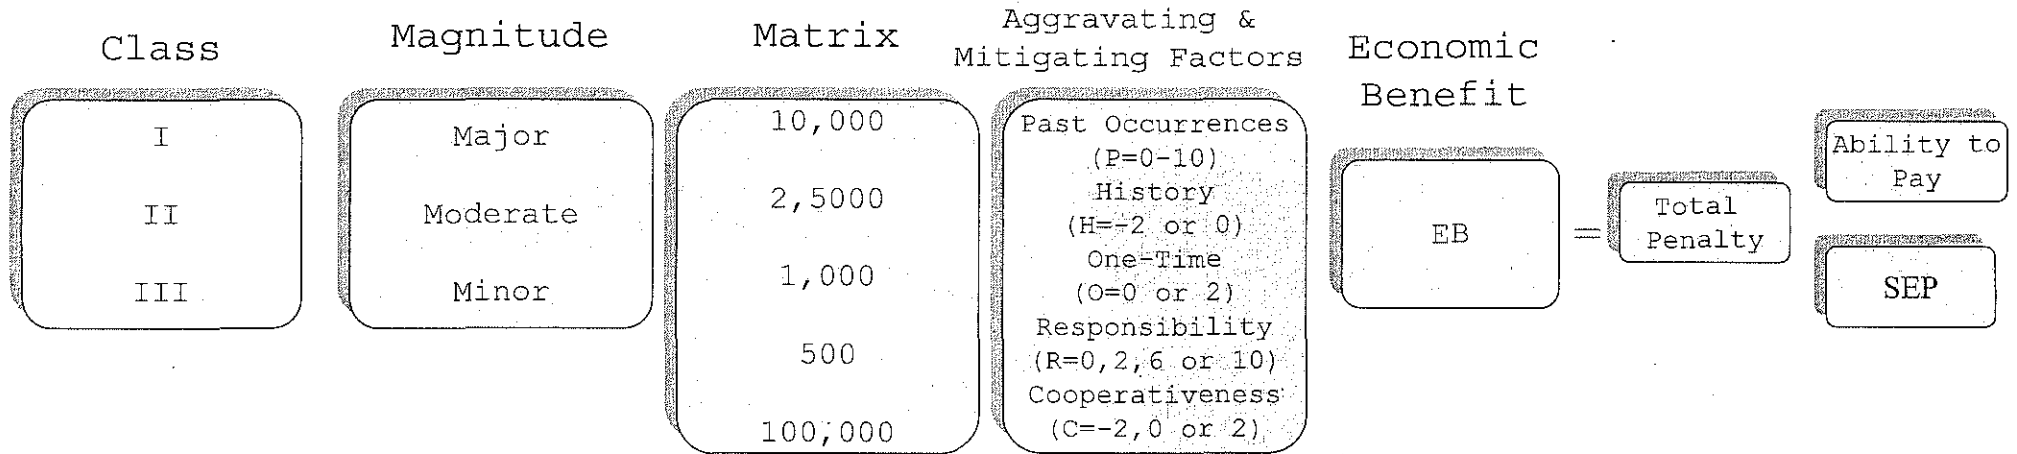 Class
I
II
III
Magnitude
Major
Moderate
Minor
Matrix
10,000
2,5000
1,000
500
100,000
Aggravating &
Mitigating Factors
Past Occurrences
(P=0-10)
History
(H=-2 or 0)
One-Time
(O=0 or 2)
Responsibility
(R=0,2,6 or 10)
Cooperativeness
(C=-2,0 or 2)
Economic
Benefit
EB
=
Total
Penalty
Ability to
Pay
SEP